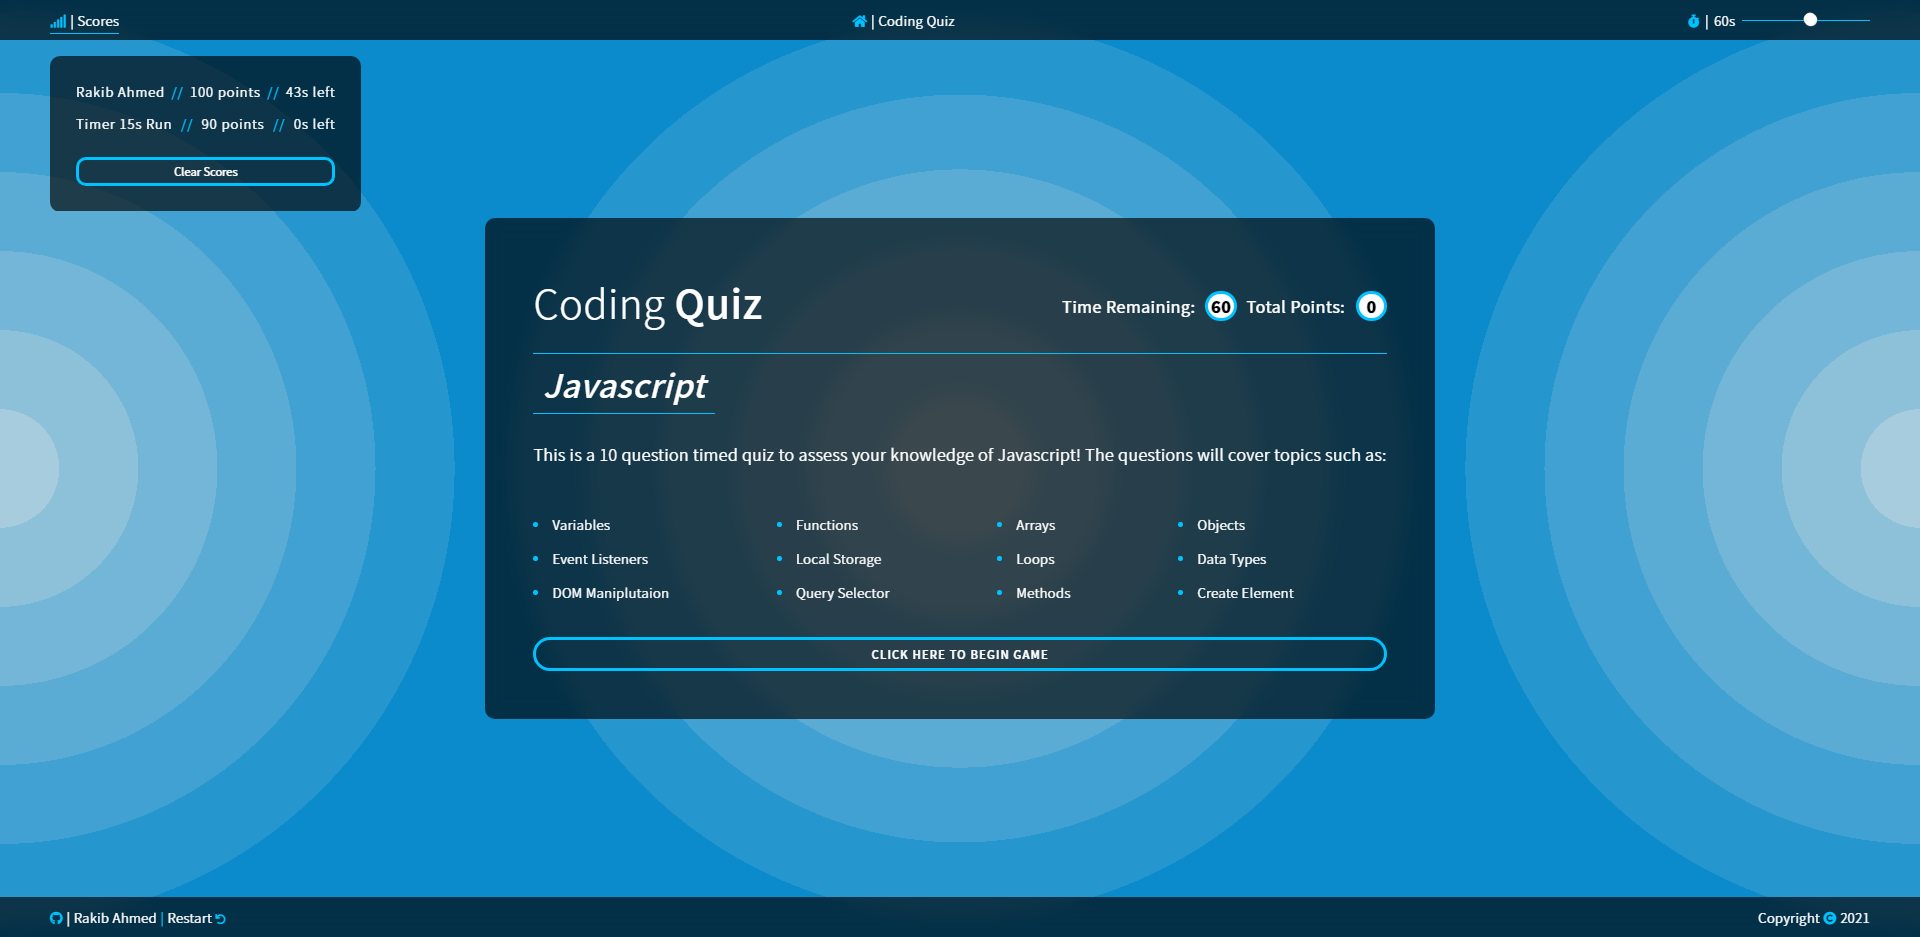 | Scores
| Coding Quiz
| 60s
Rakib Ahmed // 100 points // 43s left
Timer 15s Run // 90 points // 0s left
Clear Scores
Coding Quiz
Time Remaining: 60 Total Points: 0
Javascript
This is a 10 question timed quiz to assess your knowledge of Javascript! The questions will cover topics such as:
Variables
Functions
Arrays
Objects
Event Listeners
Local Storage
Loops
Data Types
DOM Maniplutaion
Query Selector
Methods
Create Element
CLICK HERE TO BEGIN GAME
| Rakib Ahmed | Restart
Copyright © 2021